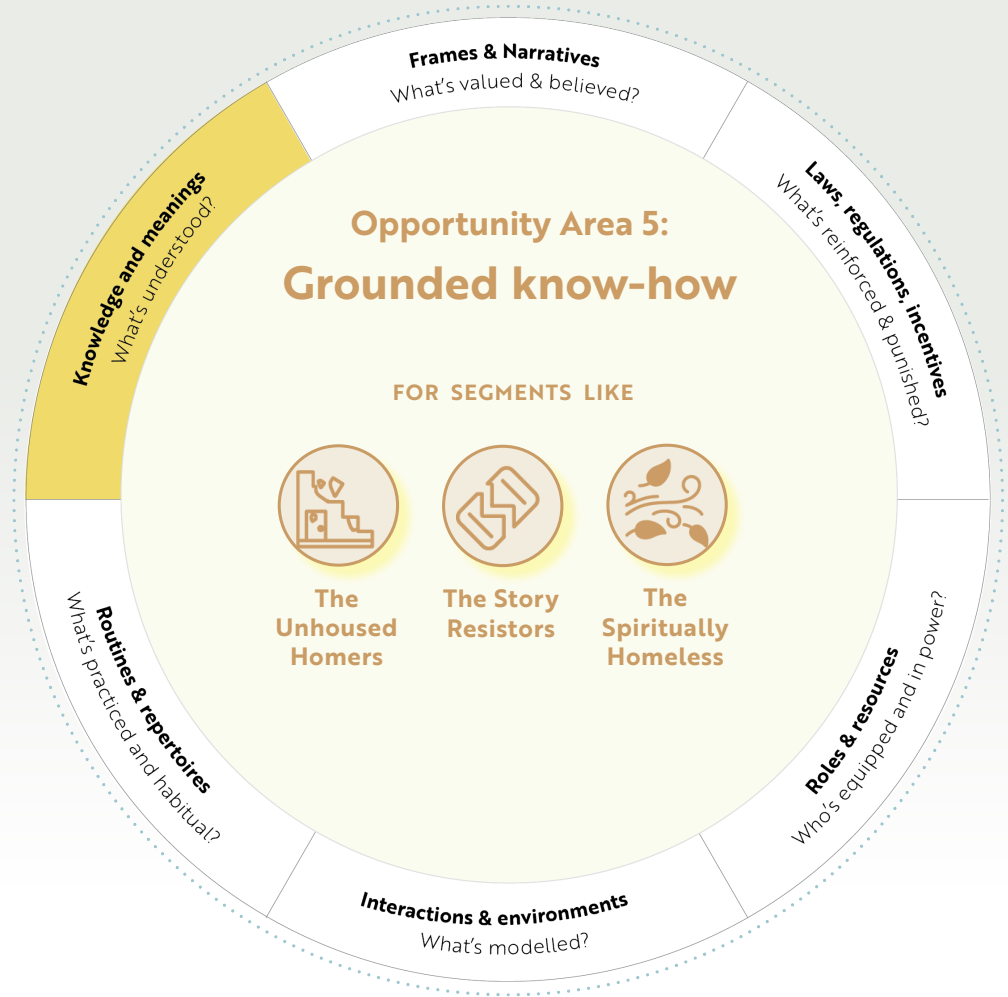 Frames & Narratives
What's valued & believed?
Laws, regulations, incentives
What's reinforced & punished?
Roles & resources
Who's equipped and in power?
Interactions & environments
What's modelled?
Routines & repertoires
What's practiced and habitual?
Knowledge and meanings
What's understood?
Opportunity Area 5:
Grounded know-how
FOR SEGMENTS LIKE
The
Unhoused
Homers
The Story
Resistors
The
Spiritually
Homeless